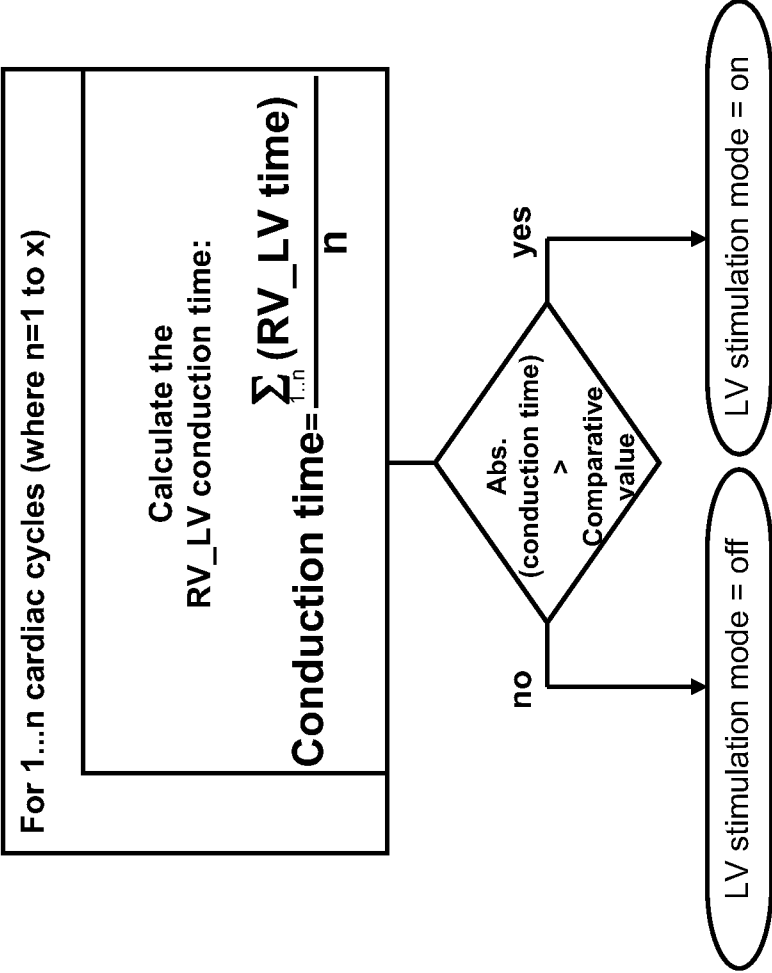 For 1...n cardiac cycles (where n=1 to x)
Calculate the
RV_LV conduction time:
Conduction time= Σ (RV_LV time)
1..n
n
Abs.
(conduction time)
>
Comparative
value
no
yes
LV stimulation mode = off
LV stimulation mode = on